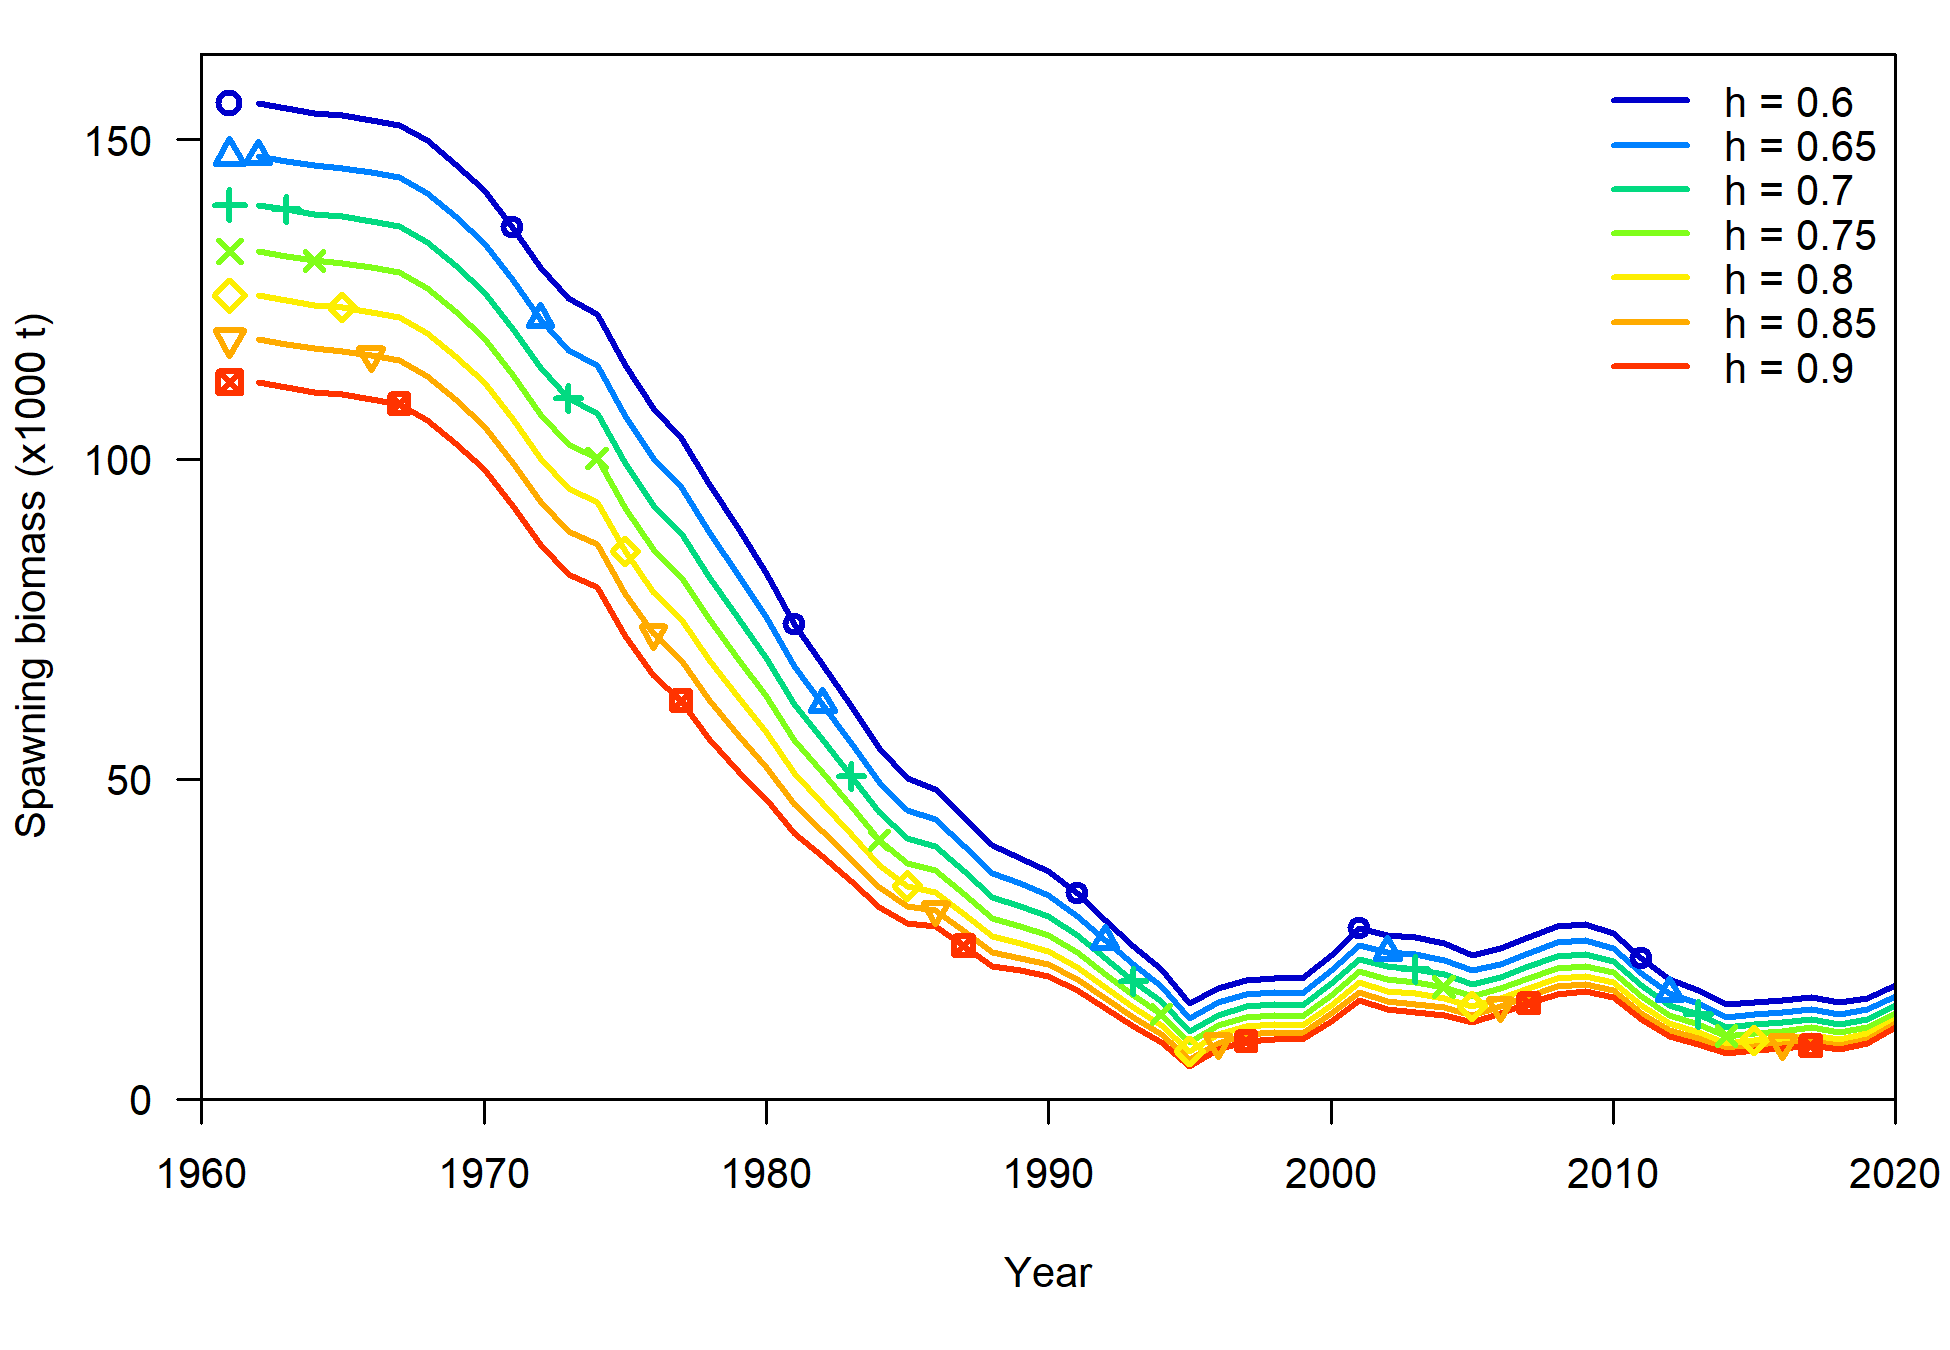 h = 0.6
h = 0.65
h = 0.7
h = 0.75
h = 0.8
h = 0.85
h = 0.9
Spawning biomass (x1000 t)
150
100
50
0
1960 1970 1980 1990 2000 2010 2020
Year